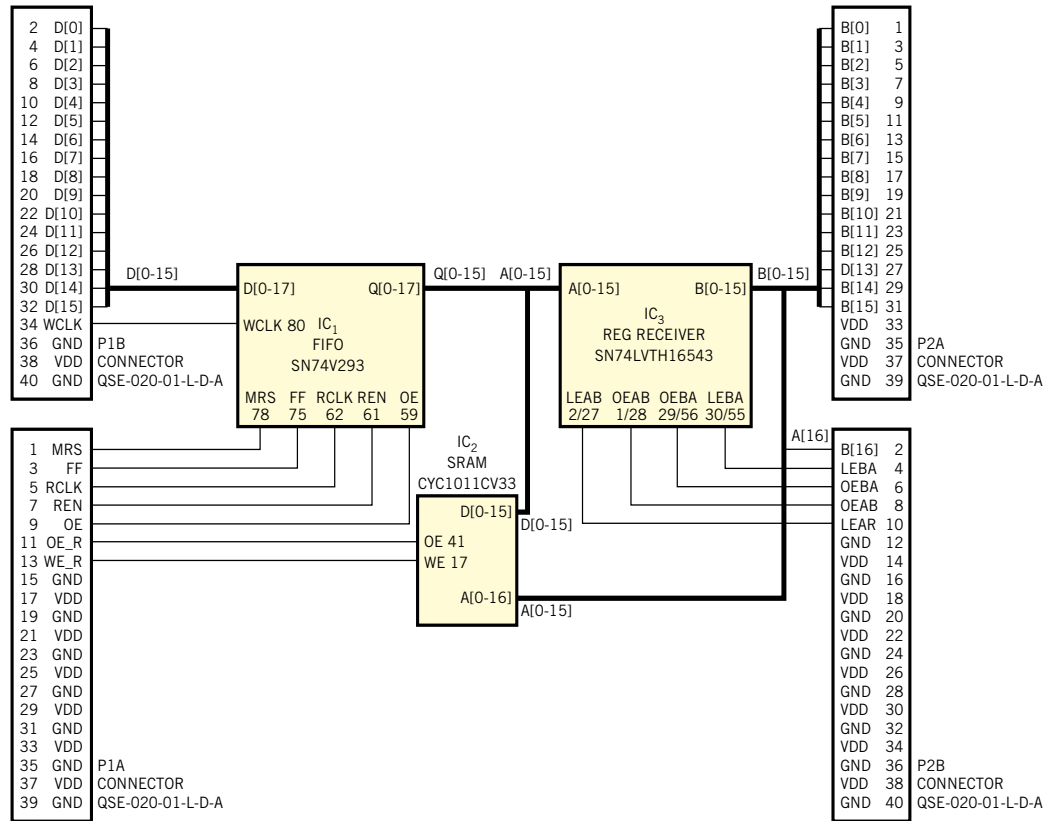 2 D[0]
4 D[1]
6 D[2]
8 D[3]
10 D[4]
12 D[5]
14 D[6]
16 D[7]
18 D[8]
20 D[9]
22 D[10]
24 D[11]
26 D[12]
28 D[13]
30 D[14]
32 D[15]
34 WCLK
36 GND
38 VDD
40 GND
P1B
CONNECTOR
QSE-020-01-L-D-A
D[0-15]
D[0-17] Q[0-17]
WCLK 80
IC1
FIFO
SN74V293
MRS FF RCLK REN OE
78 75 62 61 59
Q[0-15] A[0-15]
A[0-15] B[0-15]
IC3
REG RECEIVER
SN74LVTH16543
LEAB OEAB OEBA LEBA
2/27 1/28 29/56 30/55
B[0-15]
B[0] 1
B[1] 3
B[2] 5
B[3] 7
B[4] 9
B[5] 11
B[6] 13
B[7] 15
B[8] 17
B[9] 19
B[10] 21
B[11] 23
B[12] 25
D[13] 27
B[14] 29
B[15] 31
VDD 33
GND 35
VDD 37
GND 39
P2A
CONNECTOR
QSE-020-01-L-D-A
1 MRS
3 FF
5 RCLK
7 REN
9 OE
11 OE_R
13 WE_R
15 GND
17 VDD
19 GND
21 VDD
23 GND
25 VDD
27 GND
29 VDD
31 GND
33 VDD
35 GND
37 VDD
39 GND
P1A
CONNECTOR
QSE-020-01-L-D-A
IC2
SRAM
CYC1011CV33
D[0-15]
D[0-15]
OE 41
WE 17
A[0-16]
A[0-15]
A[16]
B[16] 2
LEBA 4
OEBA 6
OEAB 8
LEAR 10
GND 12
VDD 14
GND 16
VDD 18
GND 20
VDD 22
GND 24
VDD 26
GND 28
VDD 30
GND 32
VDD 34
GND 36
VDD 38
GND 40
P2B
CONNECTOR
QSE-020-01-L-D-A